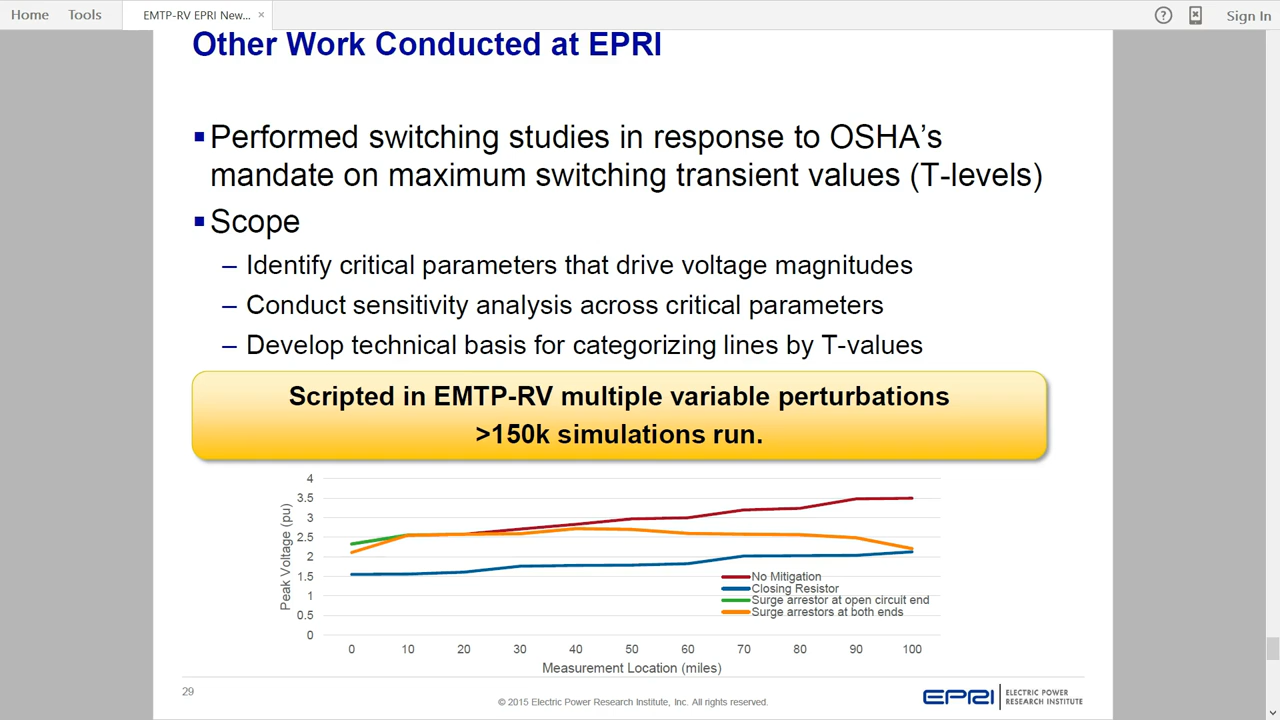 Home Tools EMTP-RV EPRI New... × Sign In
Other Work Conducted at EPRI
Performed switching studies in response to OSHA's
mandate on maximum switching transient values (T-levels)
Scope
– Identify critical parameters that drive voltage magnitudes
– Conduct sensitivity analysis across critical parameters
– Develop technical basis for categorizing lines by T-values
Scripted in EMTP-RV multiple variable perturbations
>150k simulations run.
4
3.5
3
2.5
2
1.5
1
0.5
0
Peak Voltage (pu)
No Mitigation
Closing Resistor
Surge arrestor at open circuit end
Surge arrestors at both ends
0 10 20 30 40 50 60 70 80 90 100
Measurement Location (miles)
29
© 2015 Electric Power Research Institute, Inc. All rights reserved.
EPRI
ELECTRIC POWER
RESEARCH INSTITUTE